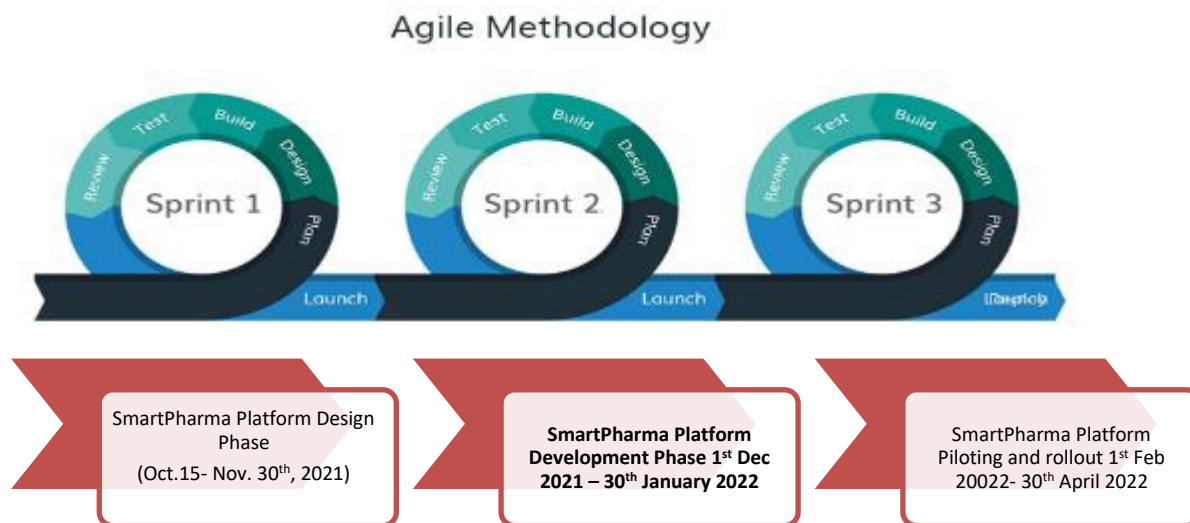 Agile Methodology
Review
Test
Build
Design
Plan
Sprint 1
Launch
Review
Test
Build
Design
Plan
Sprint 2
Launch
Review
Test
Build
Design
Plan
Sprint 3
SmartPharma Platform Design
Phase
(Oct.15- Nov. 30th, 2021)
SmartPharma Platform
Development Phase 1st Dec
2021 – 30th January 2022
SmartPharma Platform
Piloting and rollout 1st Feb
20022- 30th April 2022